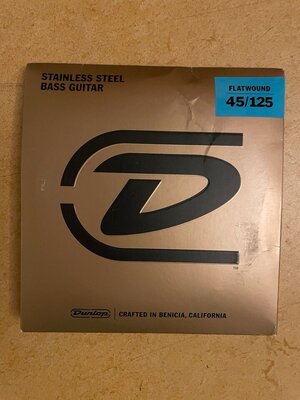 STAINLESS STEEL
BASS GUITAR
FLATWOUND
45/125
D
TM
Dunlop
CRAFTED IN BENICIA, CALIFORNIA